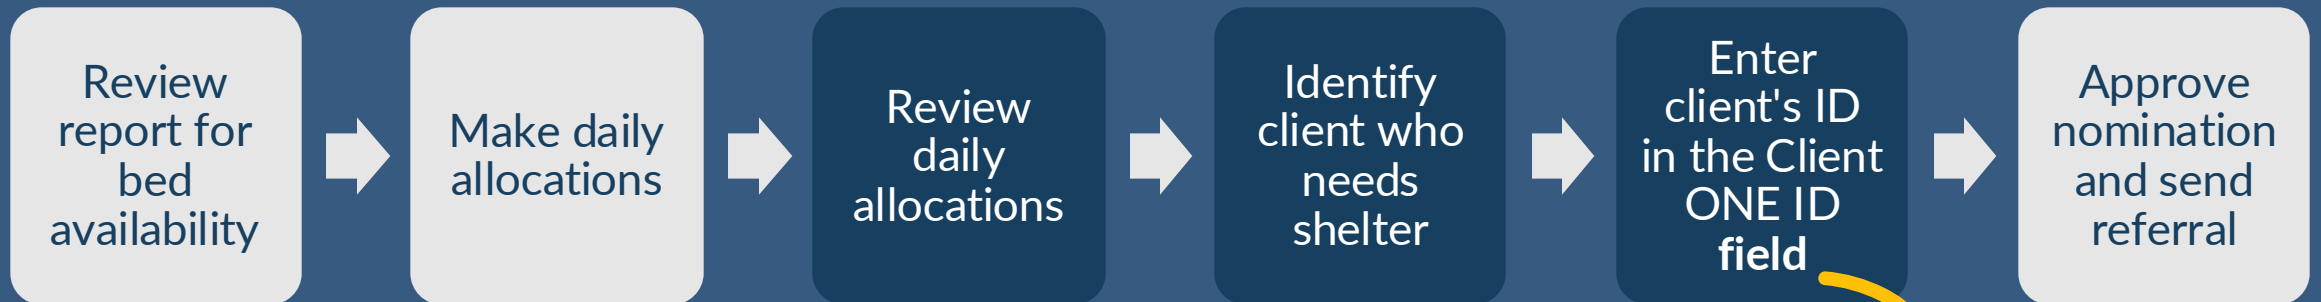 Review
report for
bed
availability
Make daily
allocations
Review
daily
allocations
Identify
client who
needs
shelter
Enter
client's ID
in the Client
ONE ID
field
Approve
nomination
and send
referral